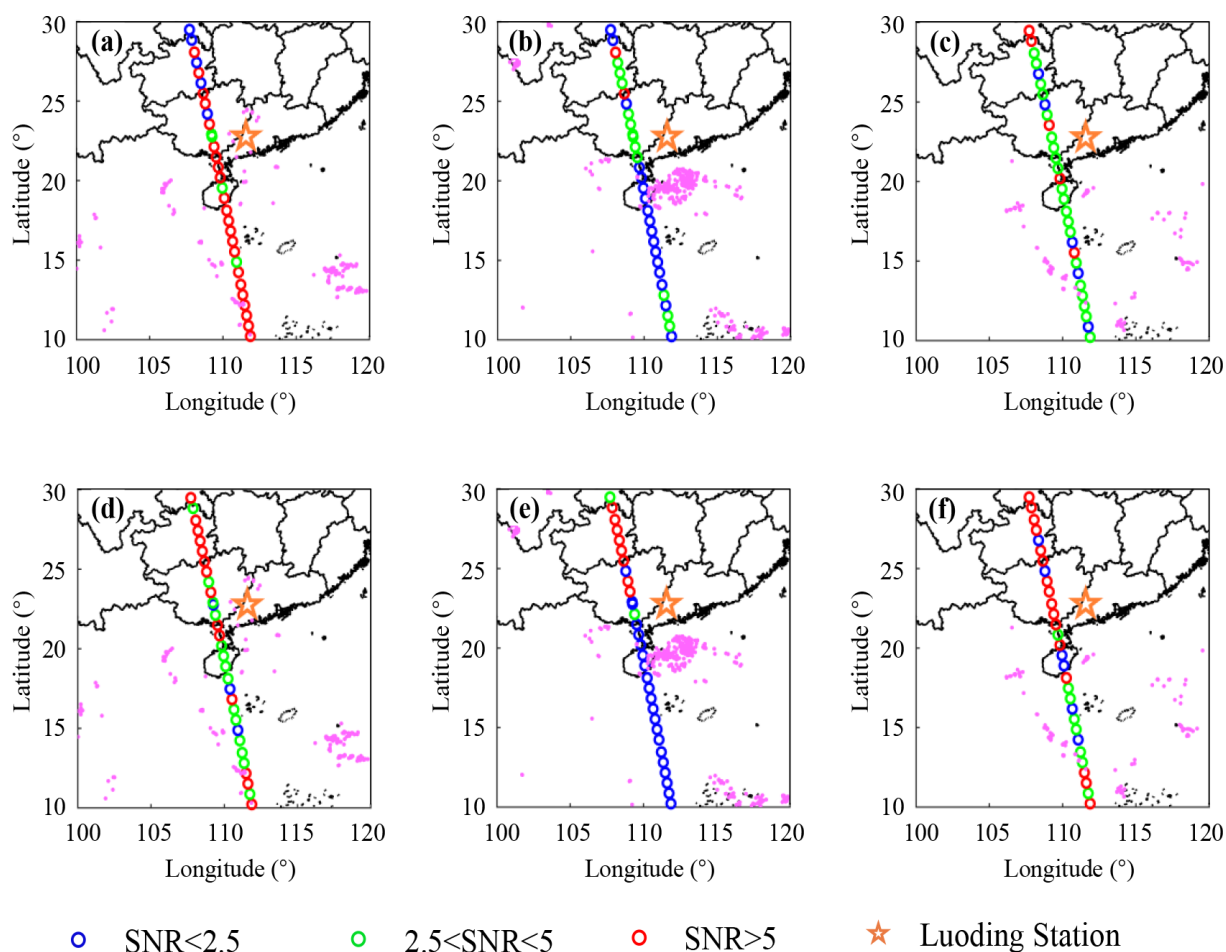 (a) (b) (c)
30 30 30
25 25 25
20 20 20
15 15 15
10 10 10
Latitude (°) Latitude (°) Latitude (°)
100 105 110 115 120 100 105 110 115 120 100 105 110 115 120
Longitude (°) Longitude (°) Longitude (°)
(d) (e) (f)
30 30 30
25 25 25
20 20 20
15 15 15
10 10 10
Latitude (°) Latitude (°) Latitude (°)
100 105 110 115 120 100 105 110 115 120 100 105 110 115 120
Longitude (°) Longitude (°) Longitude (°)
SNR<2.5 2.5<SNR<5 SNR>5 Luoding Station